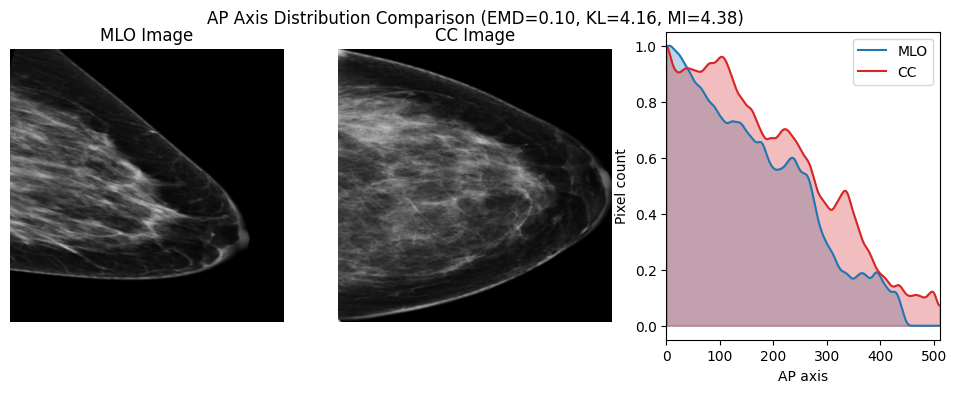 AP Axis Distribution Comparison (EMD=0.10, KL=4.16, MI=4.38)
MLO Image
CC Image
MLO
CC
Pixel count
1.0
0.8
0.6
0.4
0.2
0.0
0 100 200 300 400 500
AP axis